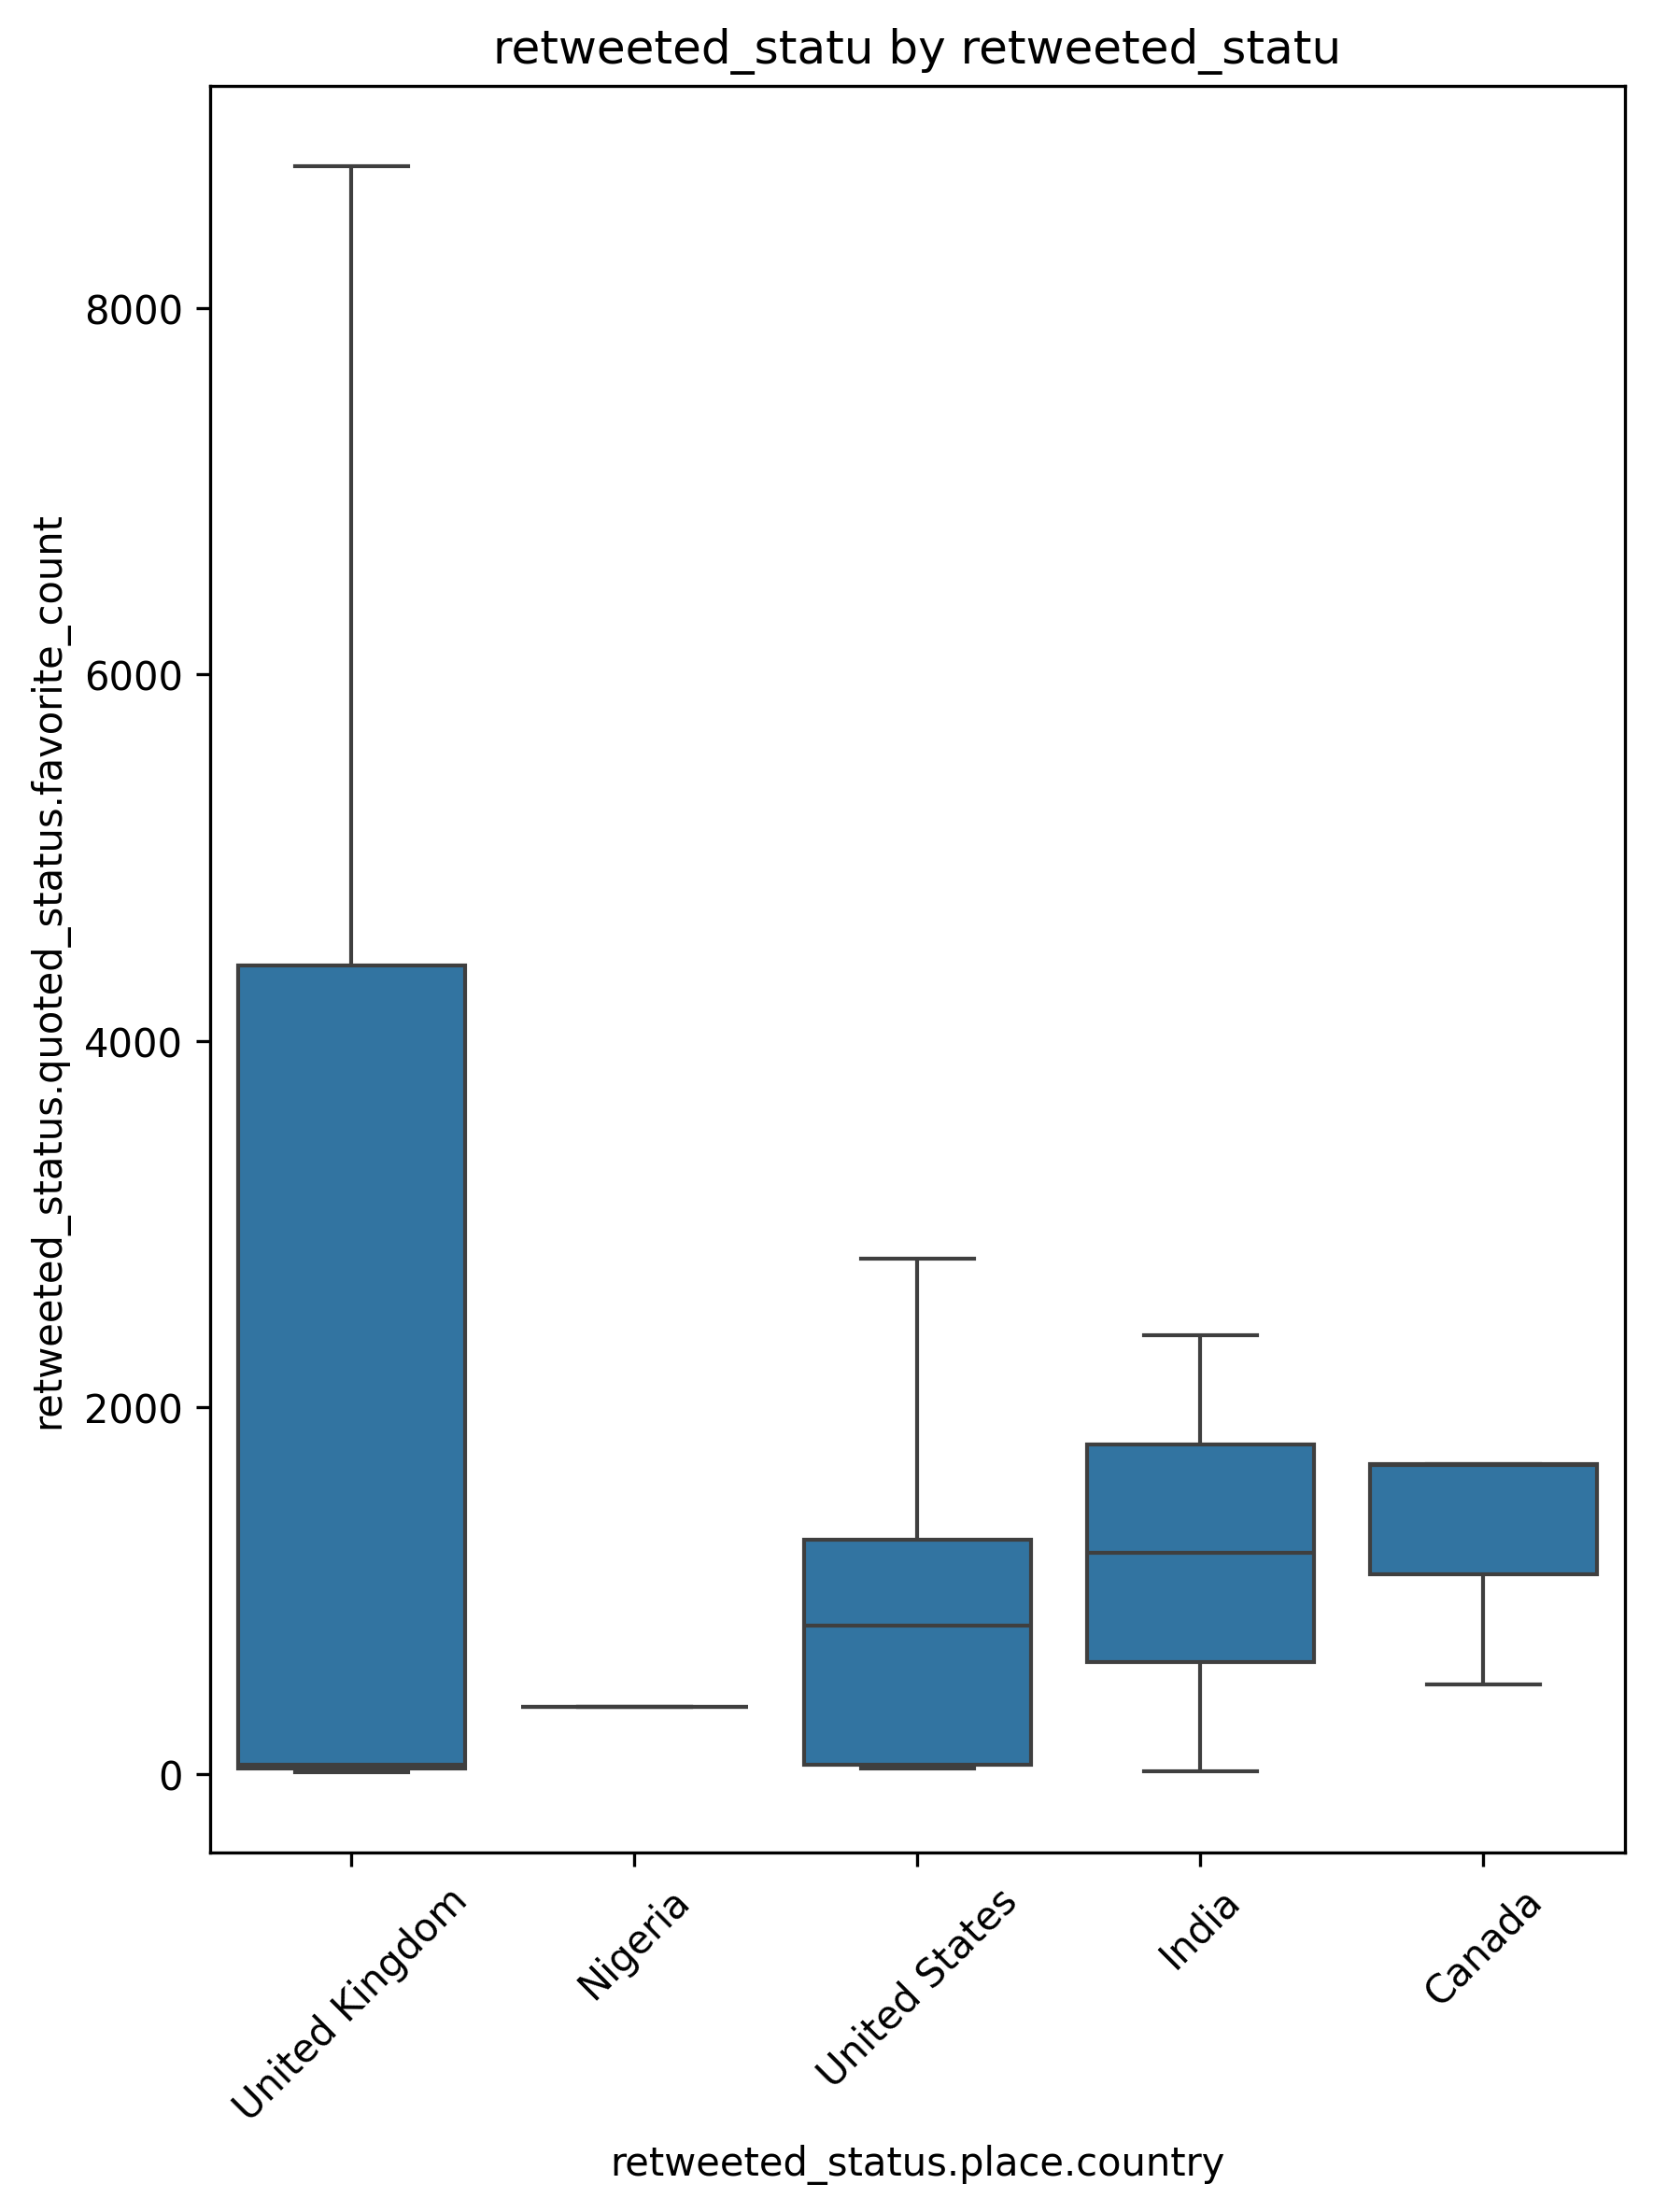 retweeted_statu by retweeted_statu
retweeted_status.quoted_status.favorite_count
8000
6000
4000
2000
0
United Kingdom
Nigeria
United States
India
Canada
retweeted_status.place.country